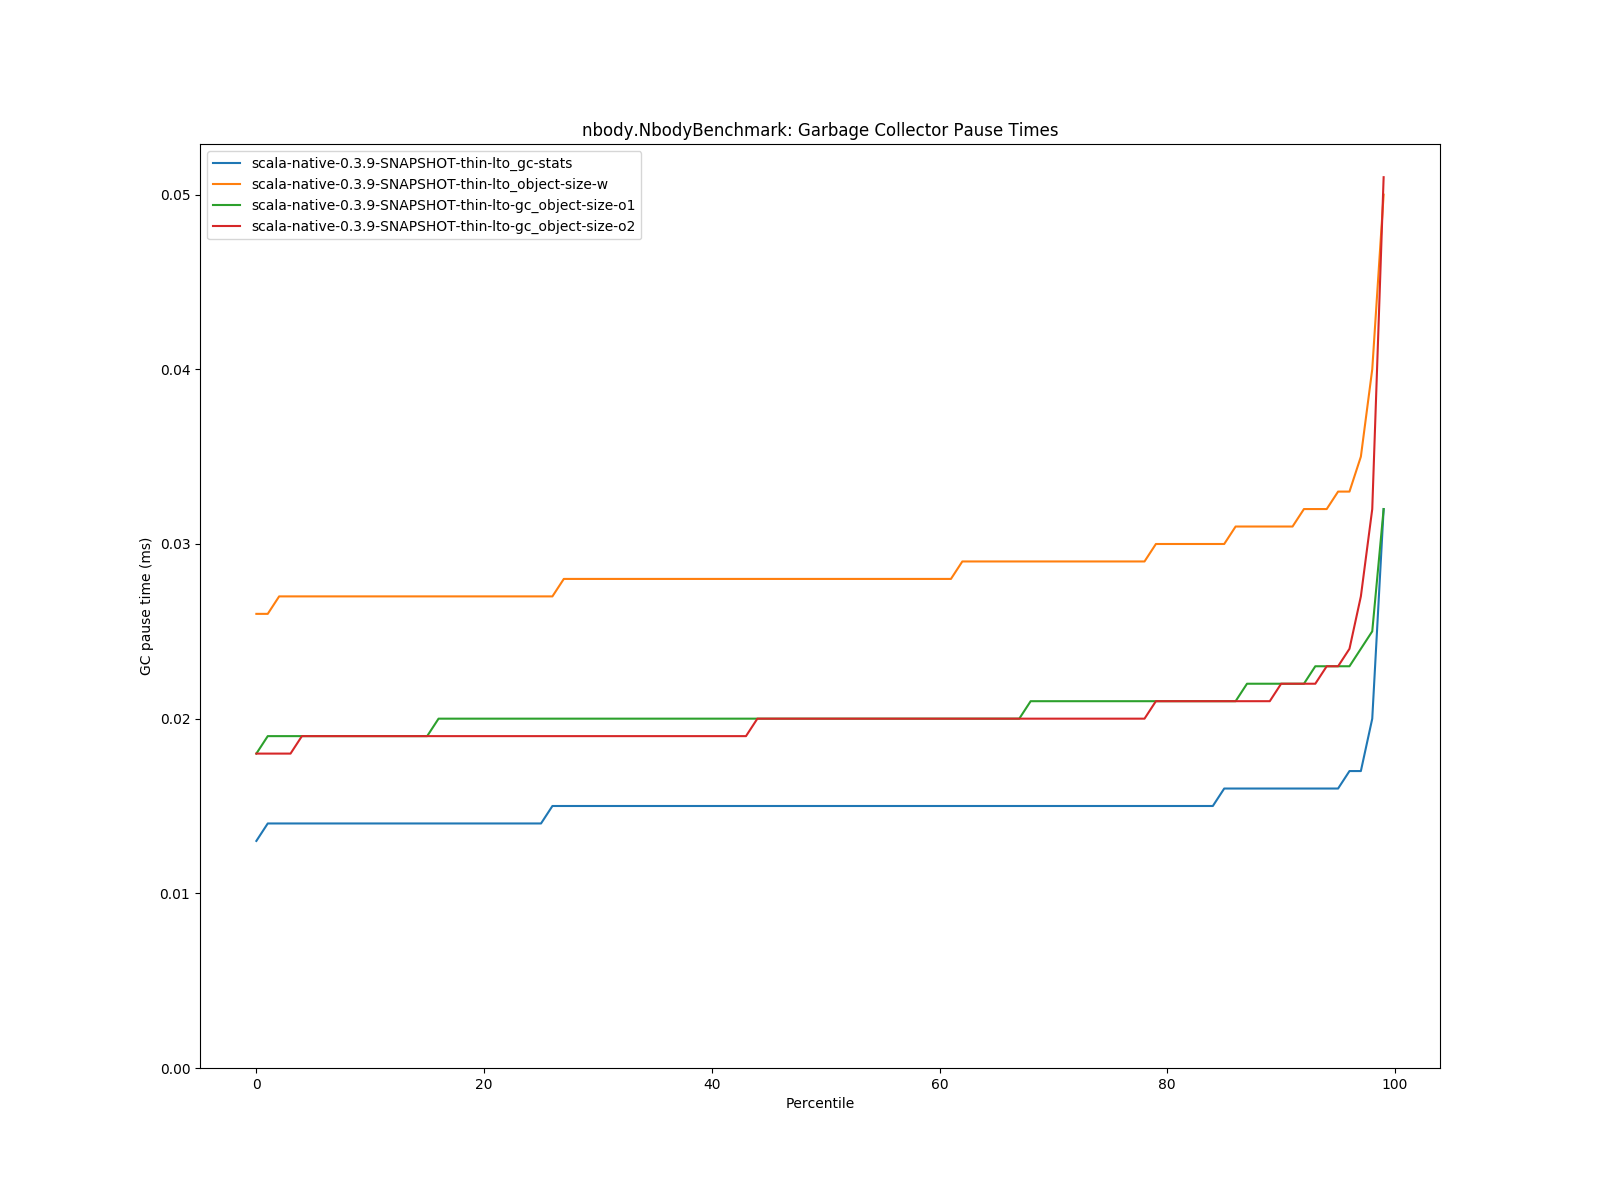 nbody.NbodyBenchmark: Garbage Collector Pause Times
scala-native-0.3.9-SNAPSHOT-thin-lto_gc-stats
scala-native-0.3.9-SNAPSHOT-thin-lto_object-size-w
scala-native-0.3.9-SNAPSHOT-thin-lto-gc_object-size-o1
scala-native-0.3.9-SNAPSHOT-thin-lto-gc_object-size-o2
GC pause time (ms)
0.05
0.04
0.03
0.02
0.01
0.00
0 20 40 60 80 100
Percentile